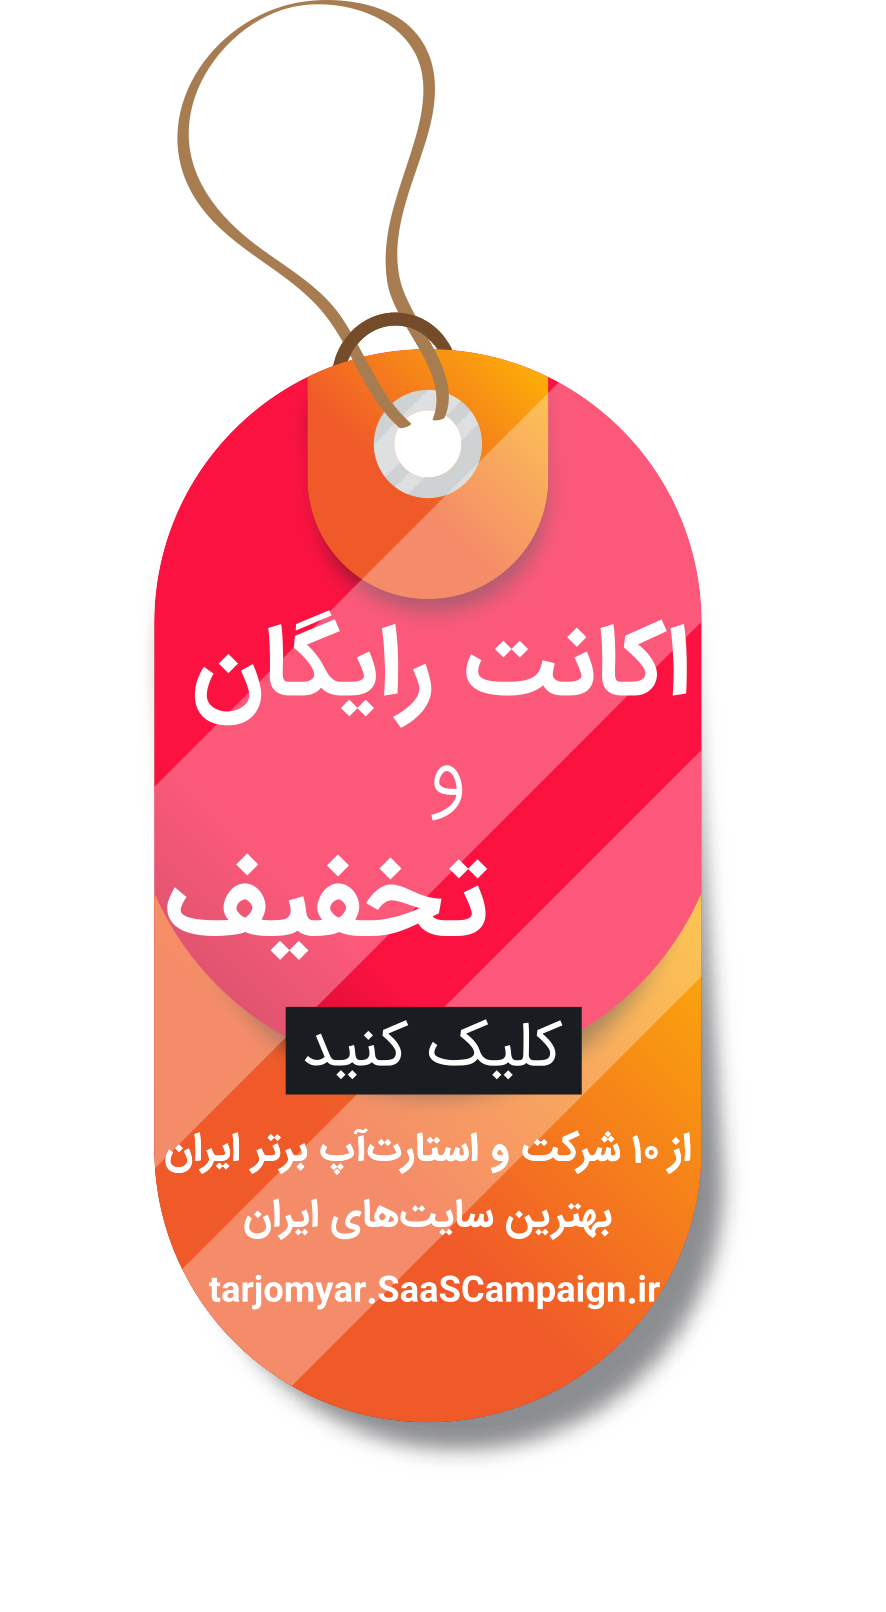 اکانت رایگان
و
تخفیف
کلیک کنید
از ۱۰ شرکت و استارت‌آپ برتر ایران
بهترین سایت‌های ایران
tarjomyar.SaaSCampaign.ir